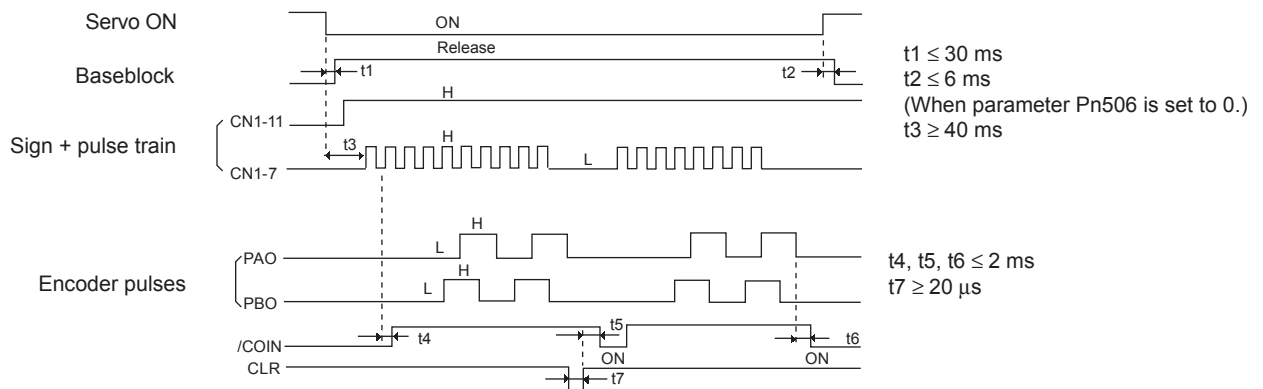 Servo ON
ON
Release
Baseblock
t1
t2
t1 ≤ 30 ms
t2 ≤ 6 ms
(When parameter Pn506 is set to 0.)
t3 ≥ 40 ms
H
CN1-11
Sign + pulse train
t3
H
L
CN1-7
H
L
PAO
Encoder pulses
H
L
PBO
t4, t5, t6 ≤ 2 ms
t7 ≥ 20 μs
t4
t5
t6
/COIN
ON
ON
CLR
t7